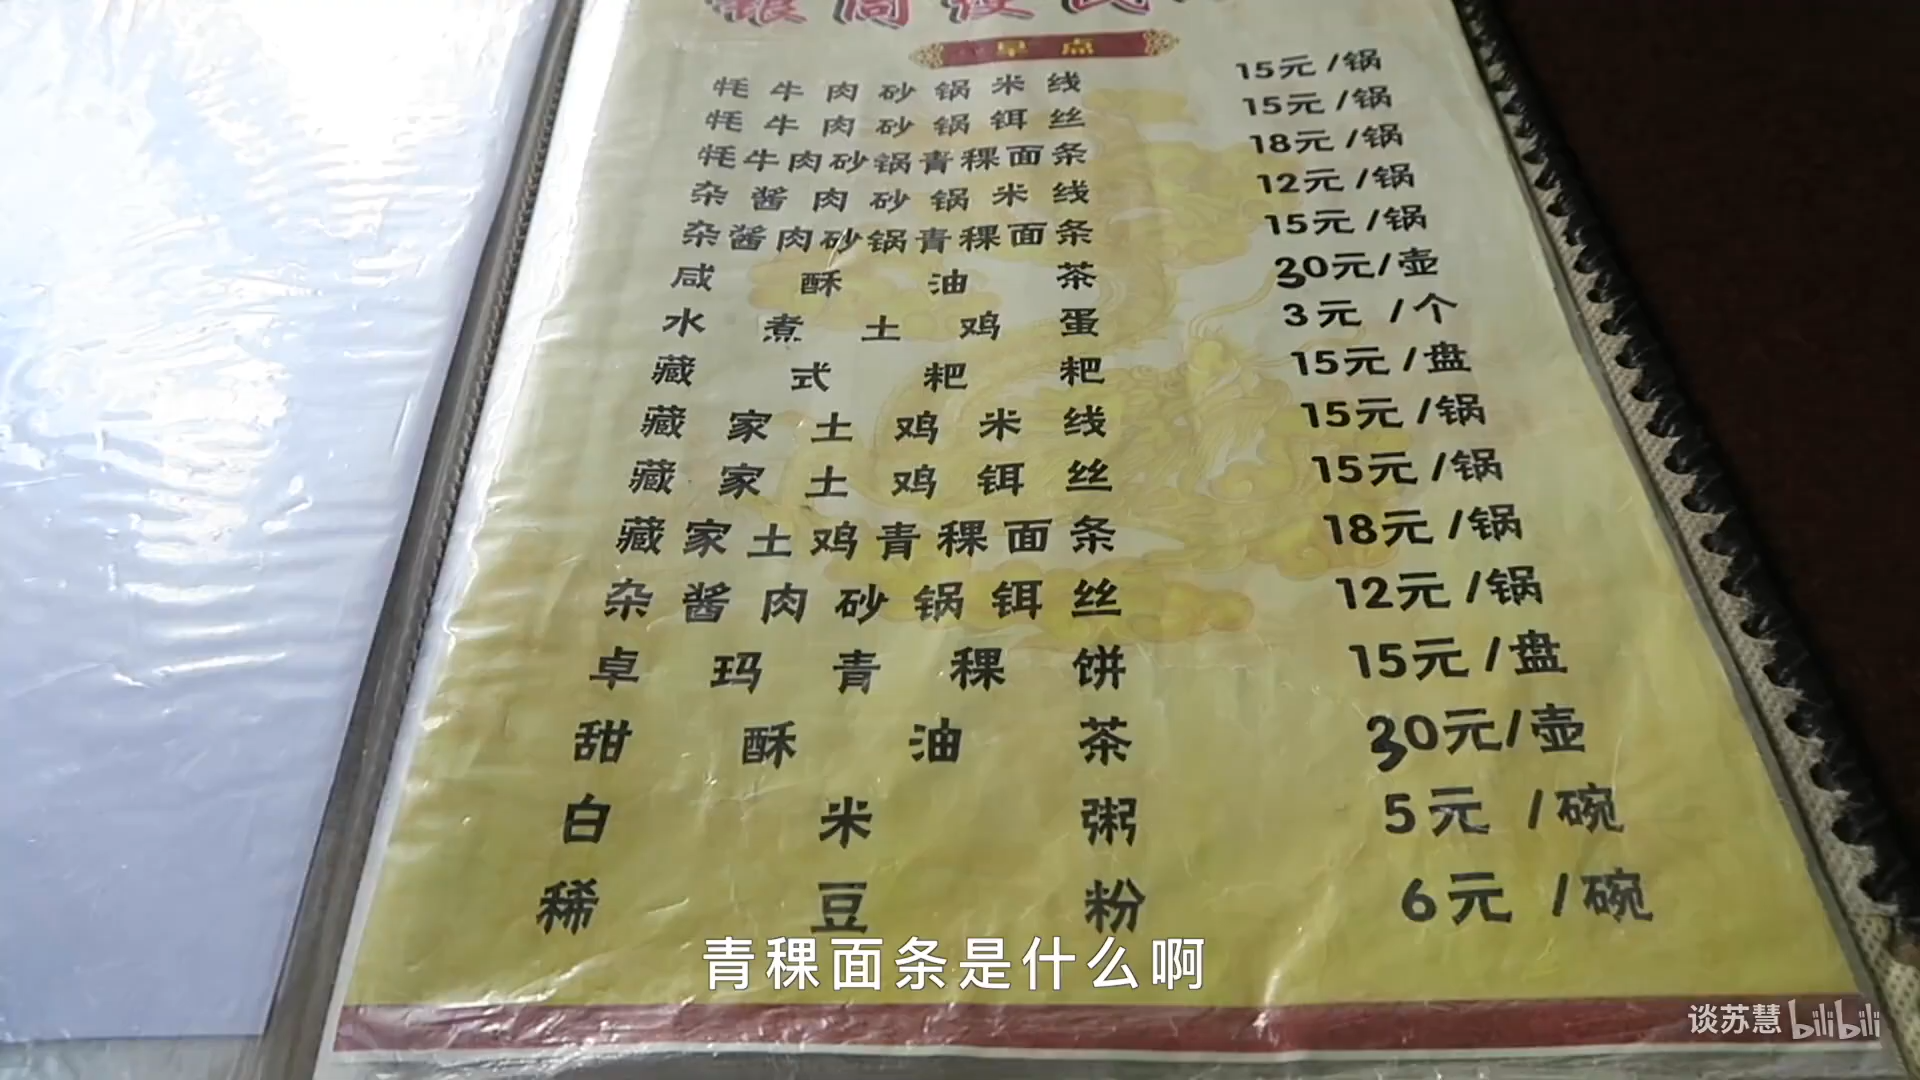 早点
牦牛肉砂锅米线 15元/锅
牦牛肉砂锅饵丝 15元/锅
牦牛肉砂锅青稞面条 18元/锅
杂酱肉砂锅米线 12元/锅
杂酱肉砂锅青稞面条 15元/锅
咸酥油茶 30元/壶
水煮土鸡蛋 3元/个
藏式粑粑 15元/盘
藏家土鸡米线 15元/锅
藏家土鸡饵丝 15元/锅
藏家土鸡青稞面条 18元/锅
杂酱肉砂锅饵丝 12元/锅
卓玛青稞饼 15元/盘
甜酥油茶 30元/壶
白米粥 5元/碗
稀豆粉 6元/碗
青稞面条是什么啊
谈苏慧 bilibili